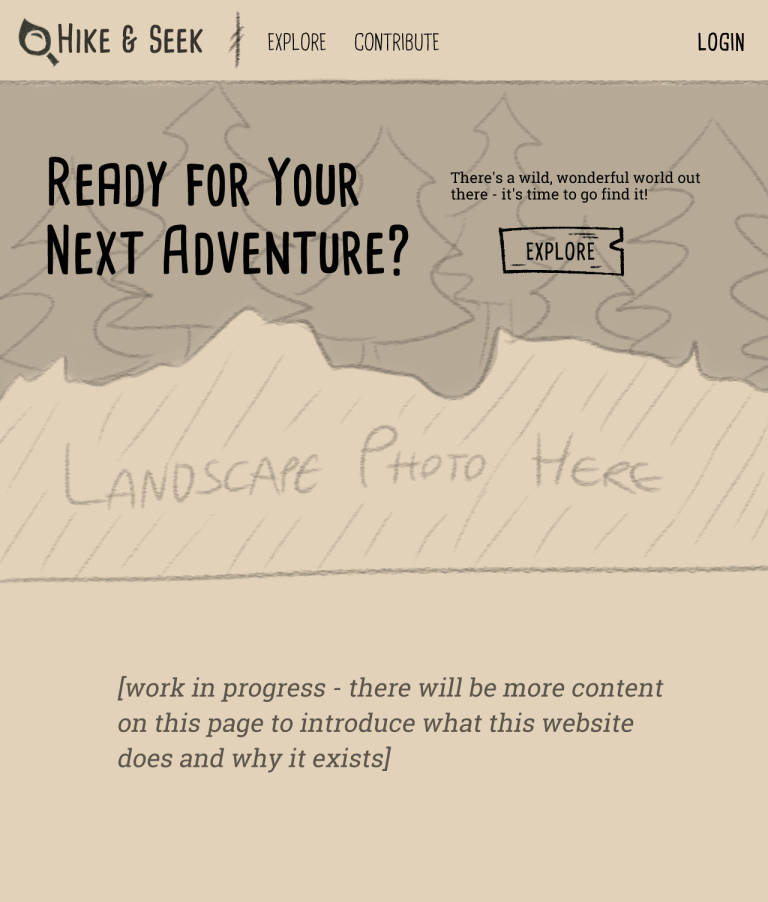 Hike & Seek
Explore
Contribute
Login
Ready for Your
Next Adventure?
There's a wild, wonderful world out
there - it's time to go find it!
Explore
Landscape Photo Here
[work in progress - there will be more content
on this page to introduce what this website
does and why it exists]